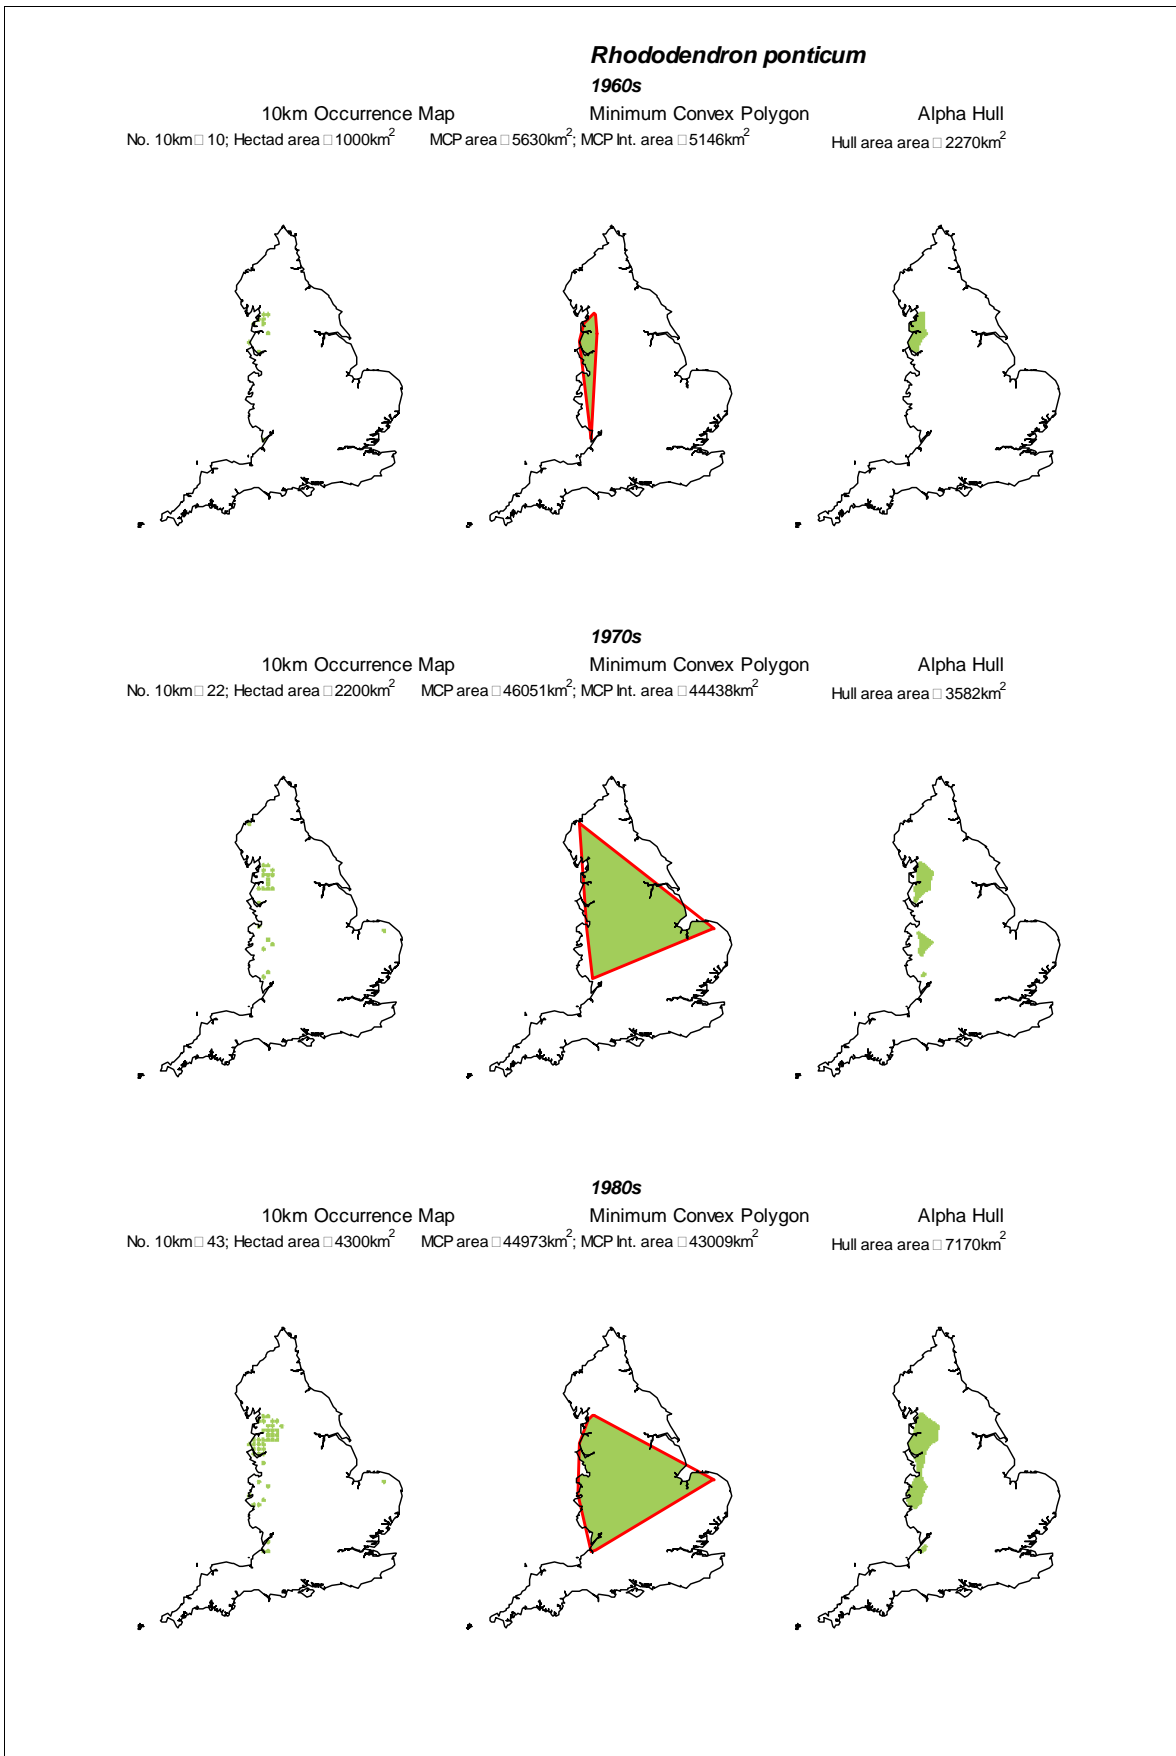 Rhododendron ponticum
1960s
10km Occurrence Map Minimum Convex Polygon Alpha Hull
No. 10km□10; Hectad area□1000km² MCP area□5630km²; MCP Int. area□5146km² Hull area area□2270km²
1970s
10km Occurrence Map Minimum Convex Polygon Alpha Hull
No. 10km□22; Hectad area□2200km² MCP area□46051km²; MCP Int. area□44438km² Hull area area□3582km²
1980s
10km Occurrence Map Minimum Convex Polygon Alpha Hull
No. 10km□43; Hectad area□4300km² MCP area□44973km²; MCP Int. area□43009km² Hull area area□7170km²